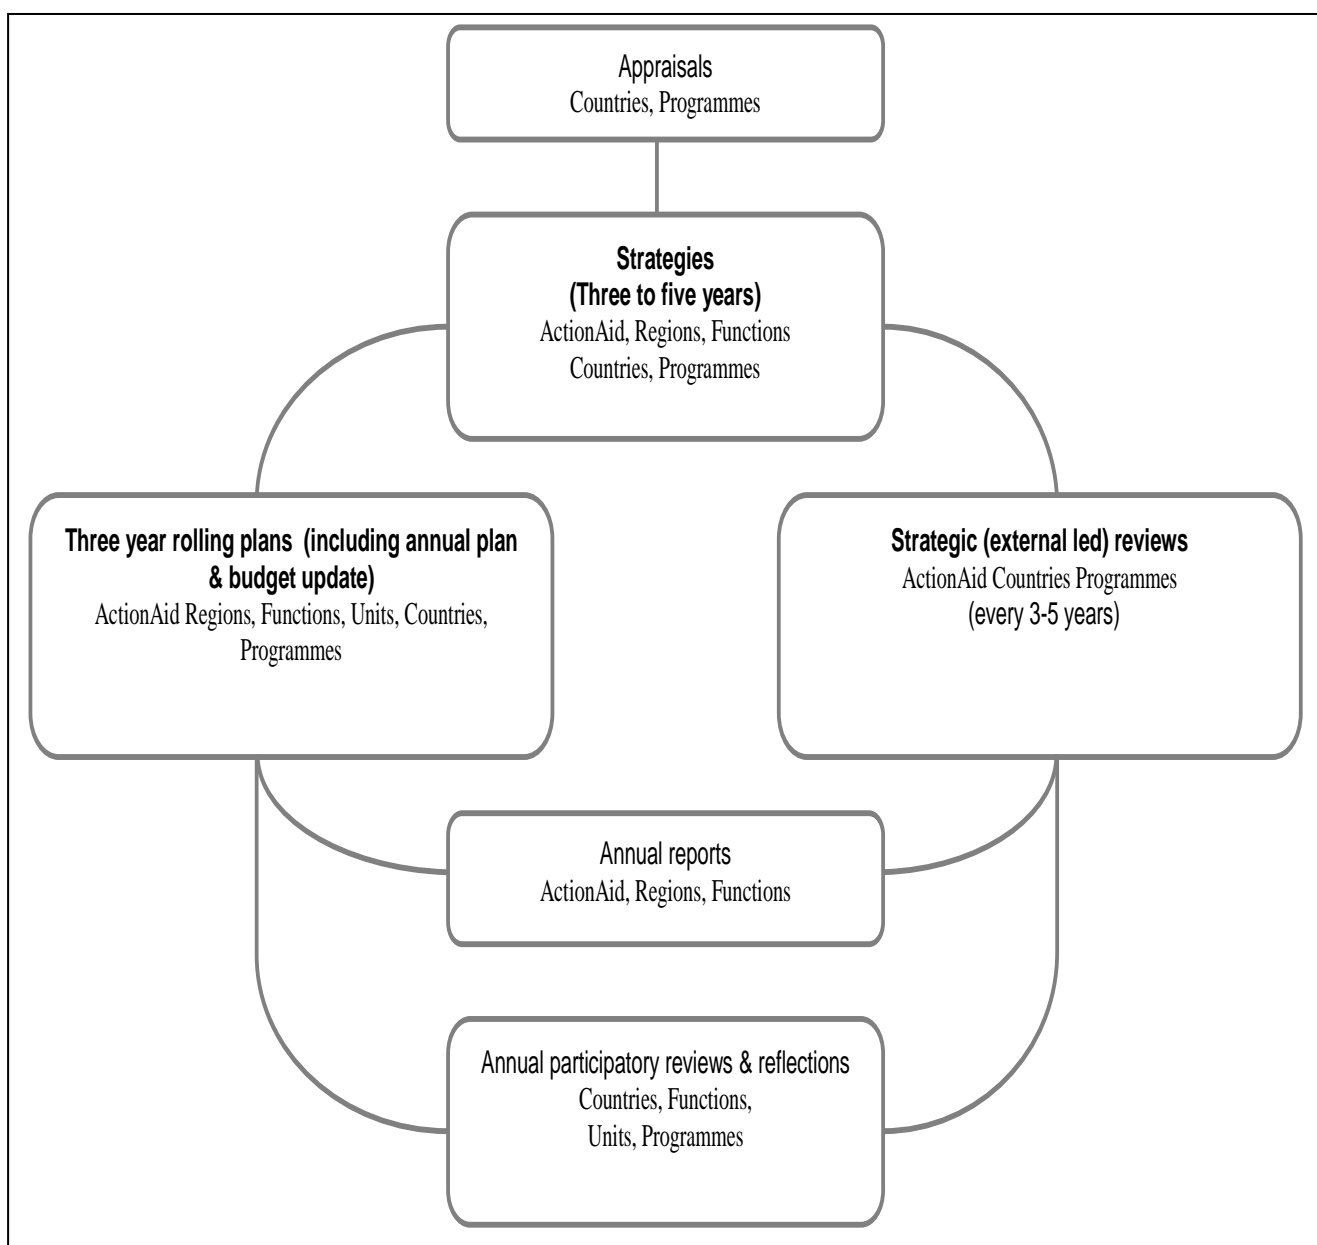 Appraisals
Countries, Programmes
Strategies
(Three to five years)
ActionAid, Regions, Functions
Countries, Programmes
Three year rolling plans (including annual plan
& budget update)
ActionAid Regions, Functions, Units, Countries,
Programmes
Strategic (external led) reviews
ActionAid Countries Programmes
(every 3-5 years)
Annual reports
ActionAid, Regions, Functions
Annual participatory reviews & reflections
Countries, Functions,
Units, Programmes